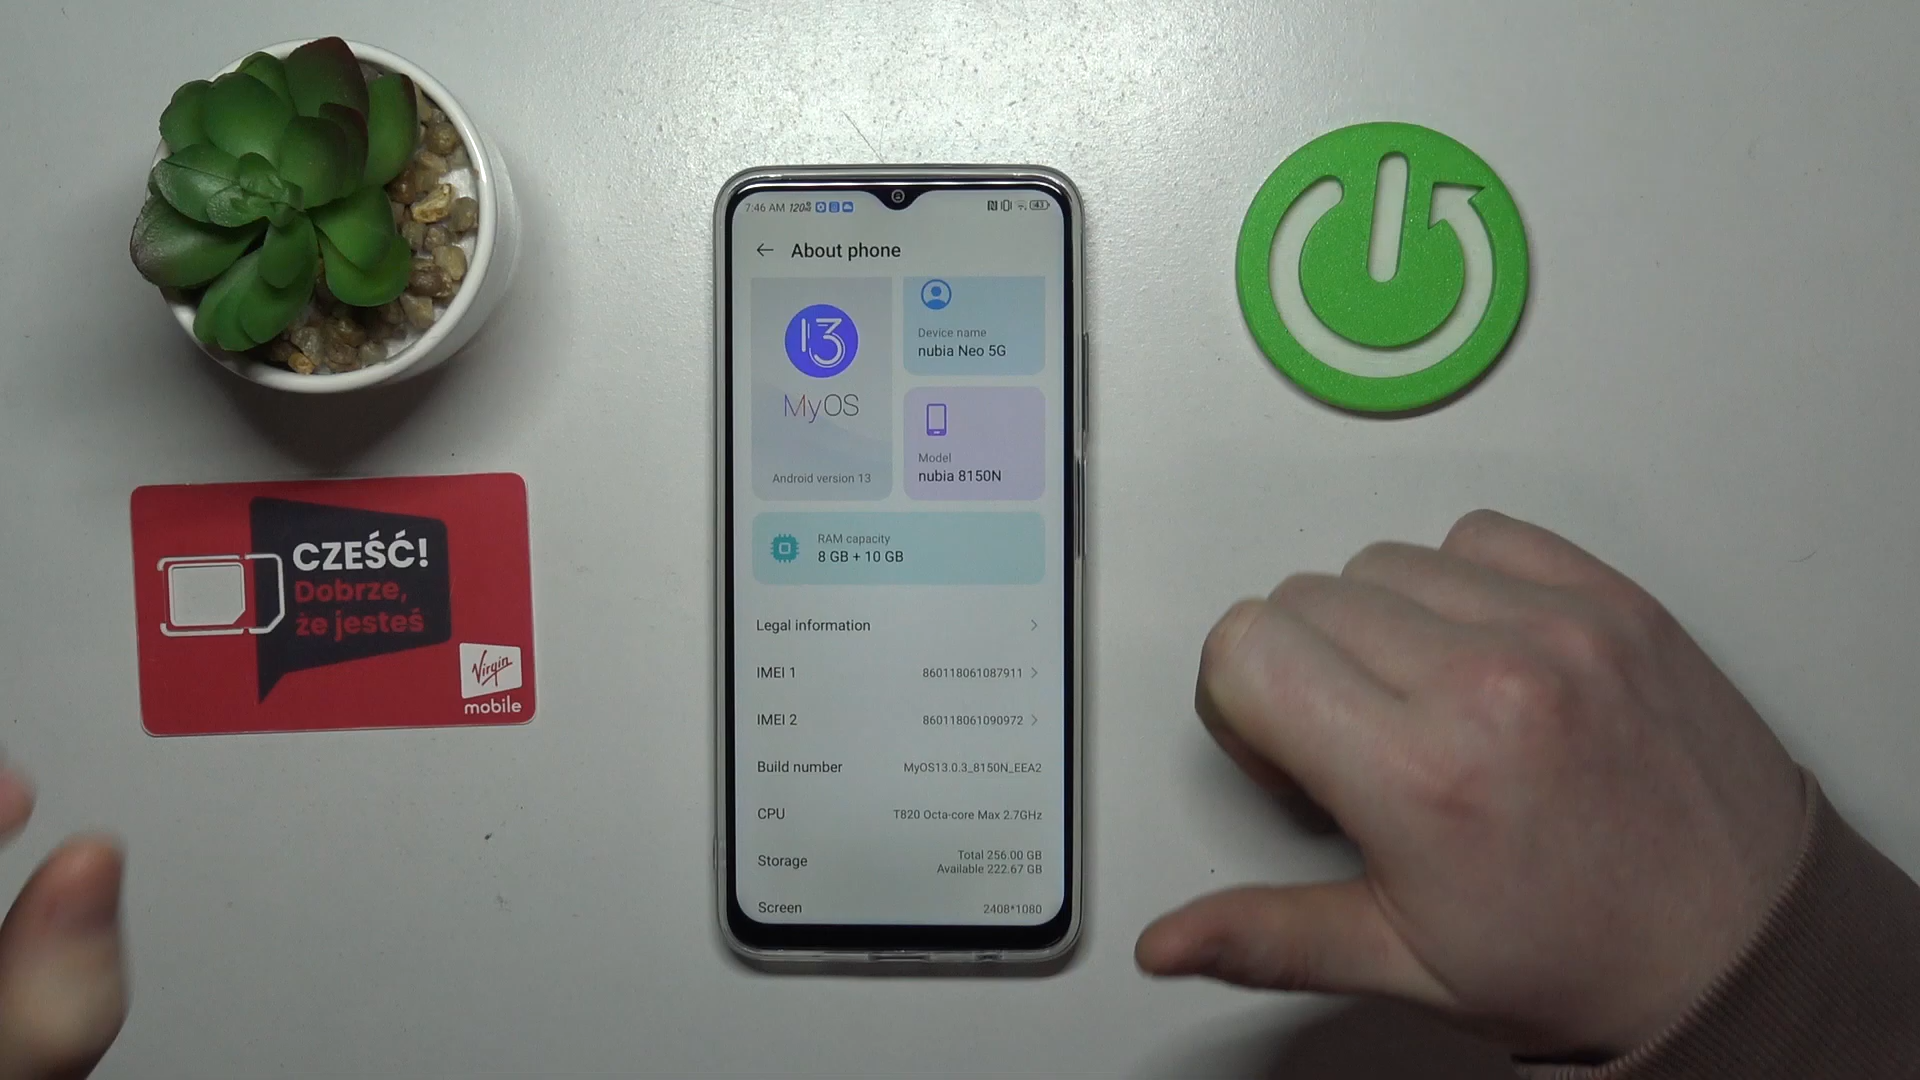 7:46 AM
About phone
13
MyOS
Android version 13
Device name
nubia Neo 5G
Model
nubia 8150N
RAM capacity
8 GB + 10 GB
Legal information
IMEI 1 860118061087911
IMEI 2 860118061090972
Build number MyOS13.0.3_8150N_EEA2
CPU T820 Octa-core Max 2.7GHz
Storage Total 256.00 GB
Available 222.67 GB
Screen 2408*1080
CZEŚĆ!
Dobrze,
że jesteś
Virgin
mobile